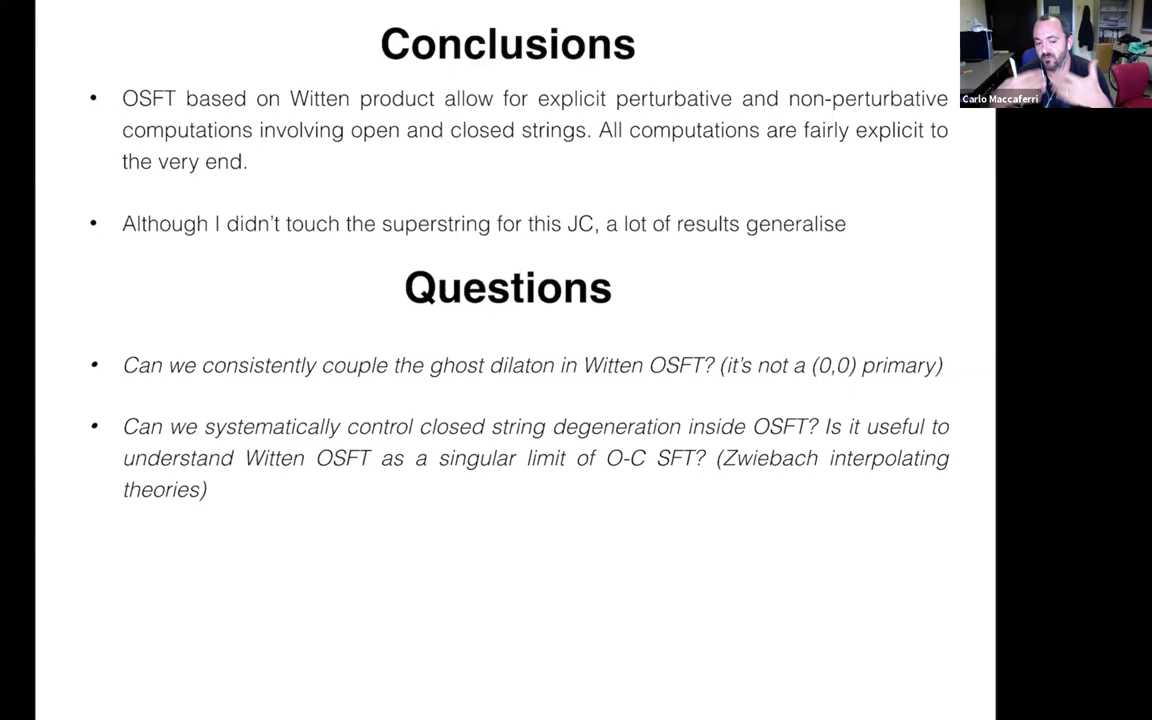 Conclusions
• OSFT based on Witten product allow for explicit perturbative and non-perturbative
computations involving open and closed strings. All computations are fairly explicit to
the very end.
• Although I didn't touch the superstring for this JC, a lot of results generalise
Questions
• Can we consistently couple the ghost dilaton in Witten OSFT? (it's not a (0,0) primary)
• Can we systematically control closed string degeneration inside OSFT? Is it useful to
understand Witten OSFT as a singular limit of O-C SFT? (Zwiebach interpolating
theories)
Carlo Maccaferri